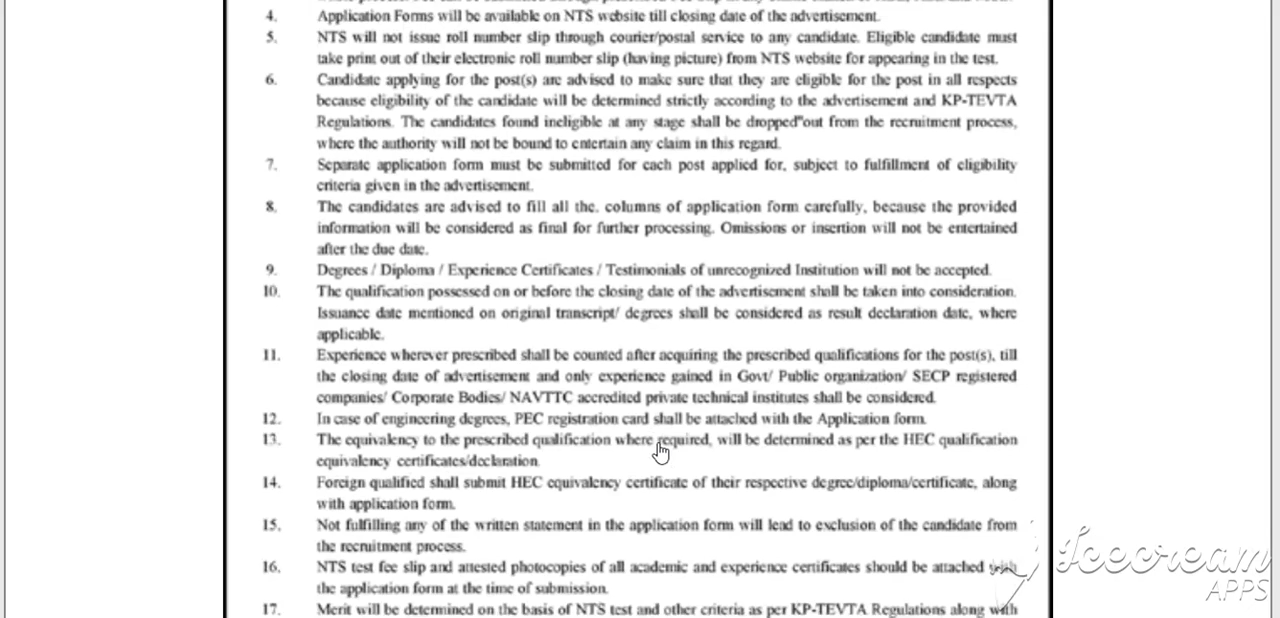 4. Application Forms will be available on NTS website till closing date of the advertisement.
5. NTS will not issue roll number slip through courier/postal service to any candidate. Eligible candidate must
take print out of their electronic roll number slip (having picture) from NTS website for appearing in the test.
6. Candidate applying for the post(s) are advised to make sure that they are eligible for the post in all respects
because eligibility of the candidate will be determined strictly according to the advertisement and KP-TEVTA
Regulations. The candidates found ineligible at any stage shall be dropped"out from the recruitment process,
where the authority will not be bound to entertain any claim in this regard.
7. Separate application form must be submitted for each post applied for, subject to fulfillment of eligibility
criteria given in the advertisement.
8. The candidates are advised to fill all the. columns of application form carefully, because the provided
information will be considered as final for further processing. Omissions or insertion will not be entertained
after the due date.
9. Degrees / Diploma / Experience Certificates / Testimonials of unrecognized Institution will not be accepted.
10. The qualification possessed on or before the closing date of the advertisement shall be taken into consideration.
Issuance date mentioned on original transcript/ degrees shall be considered as result declaration date, where
applicable.
11. Experience wherever prescribed shall be counted after acquiring the prescribed qualifications for the post(s), till
the closing date of advertisement and only experience gained in Govt/ Public organization/ SECP registered
companies/ Corporate Bodies/ NAVTTC accredited private technical institutes shall be considered.
12. In case of engineering degrees, PEC registration card shall be attached with the Application form.
13. The equivalency to the prescribed qualification where required, will be determined as per the HEC qualification
equivalency certificates/declaration.
14. Foreign qualified shall submit HEC equivalency certificate of their respective degree/diploma/certificate, along
with application form.
15. Not fulfilling any of the written statement in the application form will lead to exclusion of the candidate from
the recruitment process.
16. NTS test fee slip and attested photocopies of all academic and experience certificates should be attached with
the application form at the time of submission.
17. Merit will be determined on the basis of NTS test and other criteria as per KP-TEVTA Regulations along with
Icecream
APPS